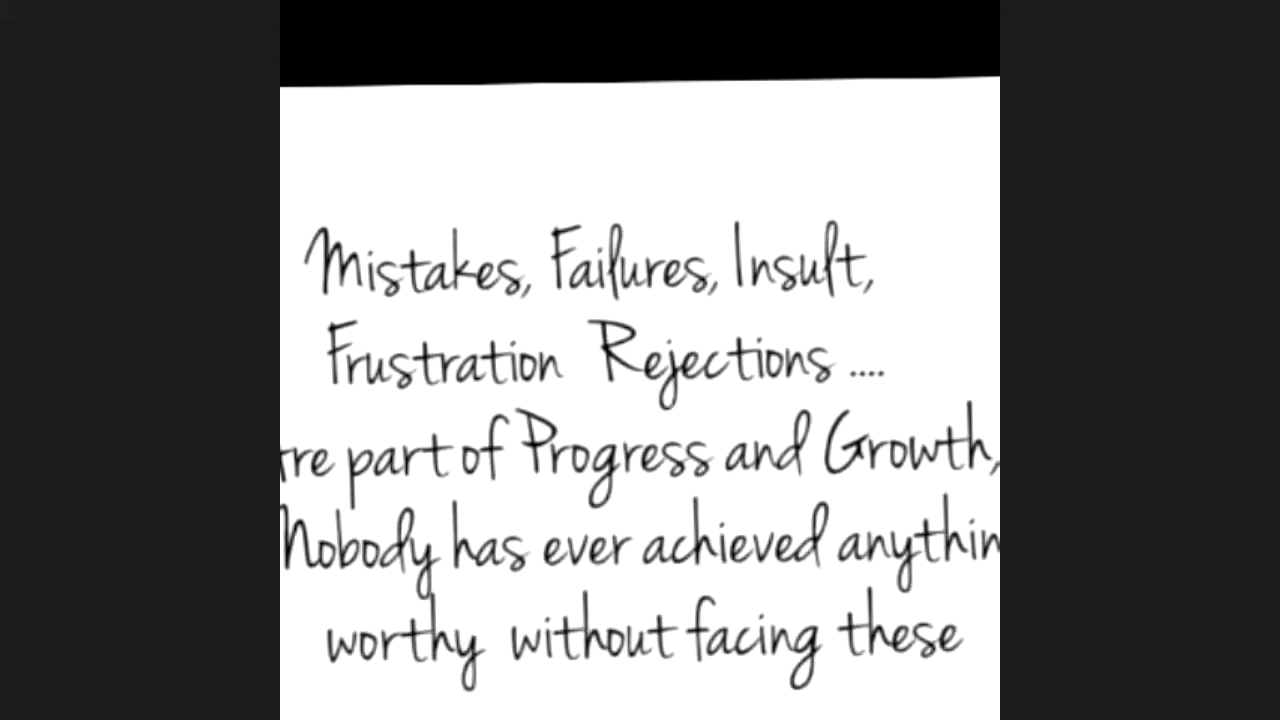 Mistakes, Failures, Insult,
Frustration Rejections ....
are part of Progress and Growth,
Nobody has ever achieved anythin
worthy without facing these